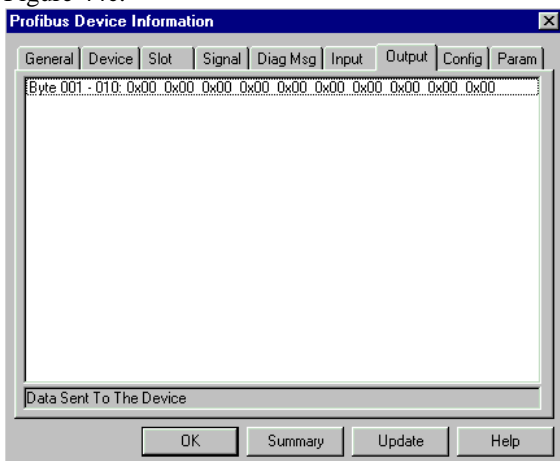 Profibus Device Information
General Device Slot Signal Diag Msg Input Output Config Param
Byte 001 - 010: 0x00 0x00 0x00 0x00 0x00 0x00 0x00 0x00 0x00 0x00
Data Sent To The Device
OK Summary Update Help